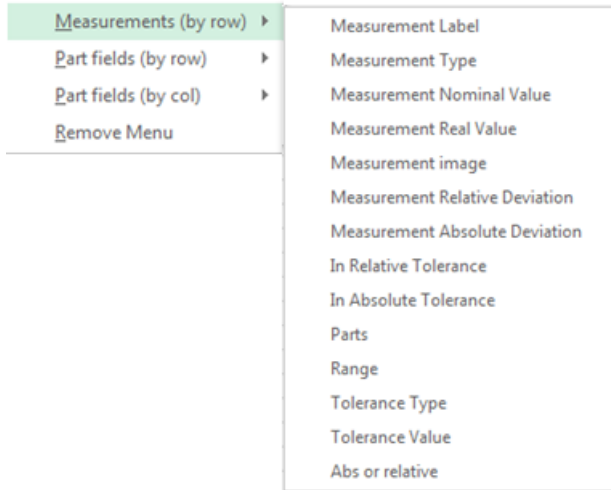 Measurements (by row)
Part fields (by row)
Part fields (by col)
Remove Menu
Measurement Label
Measurement Type
Measurement Nominal Value
Measurement Real Value
Measurement image
Measurement Relative Deviation
Measurement Absolute Deviation
In Relative Tolerance
In Absolute Tolerance
Parts
Range
Tolerance Type
Tolerance Value
Abs or relative